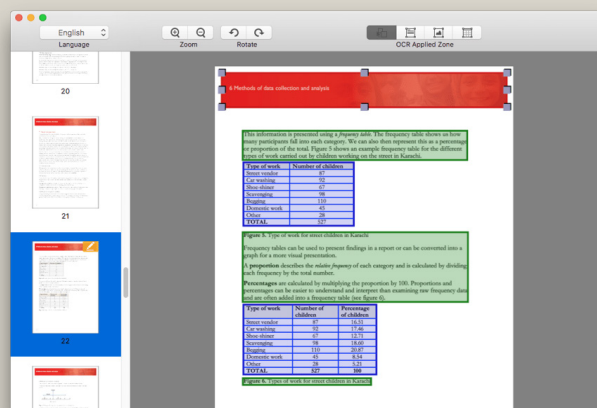 English
Language
Zoom
Rotate
OCR Applied Zone
20
21
22
6 Methods of data collection and analysis
This information is presented using a frequency table. The frequency table shows us how
many participants fall into each category. We can also then represent this as a percentage
or proportion of the total. Figure 5 shows an example frequency table for the different
types of work carried out by children working on the street in Karachi.
Type of work Number of children
Street vendor 87
Car washing 92
Shoe-shiner 67
Scavenging 98
Begging 110
Domestic work 45
Other 28
TOTAL 527
Figure 5. Type of work for street children in Karachi
Frequency tables can be used to present findings in a report or can be converted into a
graph for a more visual presentation.
A proportion describes the relative frequency of each category and is calculated by dividing
each frequency by the total number.
Percentages are calculated by multiplying the proportion by 100. Proportions and
percentages can be easier to understand and interpret than examining raw frequency data
and are often added into a frequency table (see figure 6).
Type of work Number of children Percentage of children
Street vendor 87 16.51
Car washing 92 17.46
Shoe-shiner 67 12.71
Scavenging 98 18.60
Begging 110 20.87
Domestic work 45 8.54
Other 28 5.21
TOTAL 527 100
Figure 6. Types of work for street children in Karachi